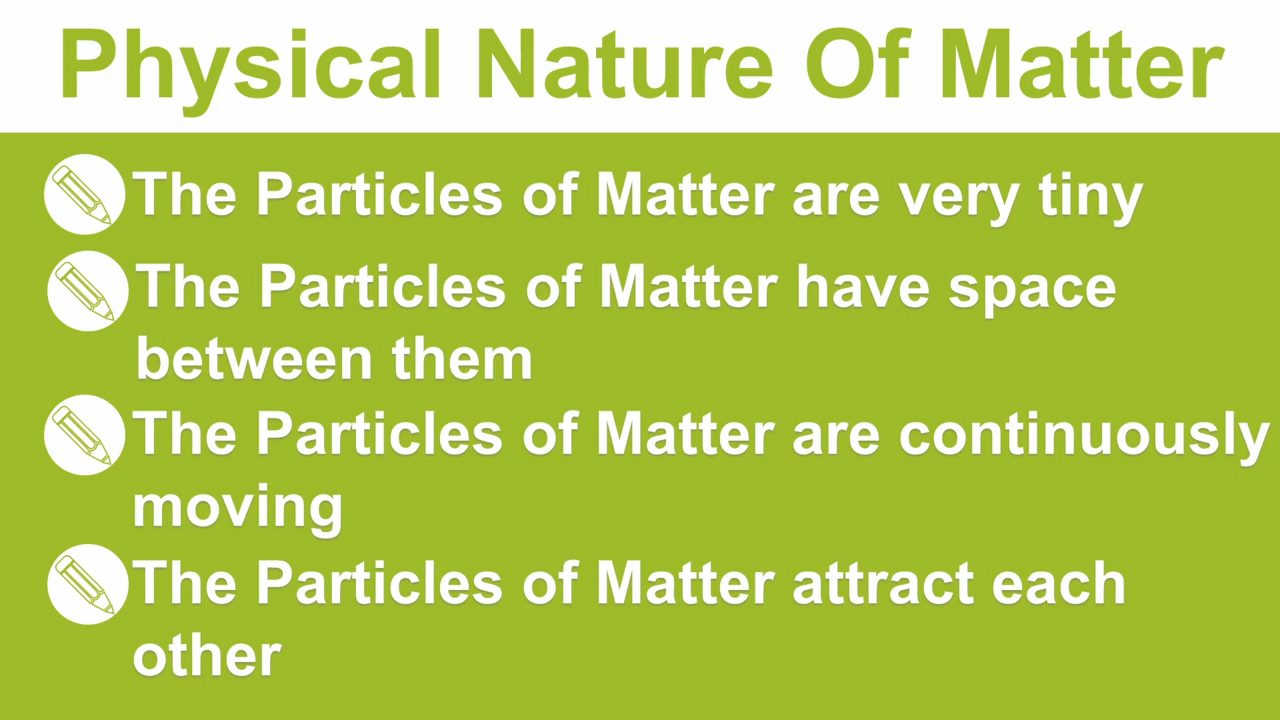 Physical Nature Of Matter
The Particles of Matter are very tiny
The Particles of Matter have space
between them
The Particles of Matter are continuously
moving
The Particles of Matter attract each
other